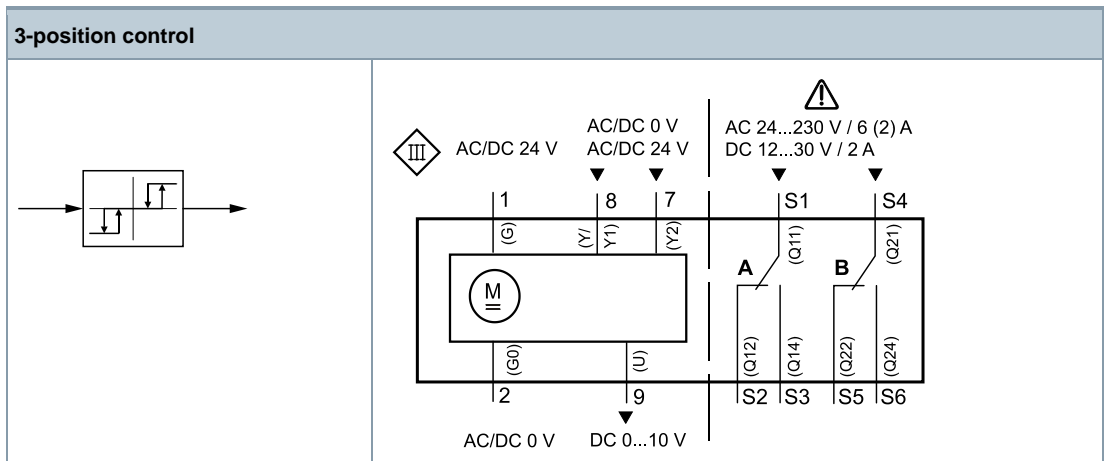 3-position control
III
AC/DC 24 V
AC/DC 0 V
AC/DC 24 V
AC 24...230 V / 6 (2) A
DC 12...30 V / 2 A
1
8
7
S1
S4
(G)
(Y/
Y1)
(Y2)
(Q11)
(Q21)
A
B
M
(G0)
(U)
(Q12)
(Q14)
(Q22)
(Q24)
2
9
S2
S3
S5
S6
AC/DC 0 V
DC 0...10 V